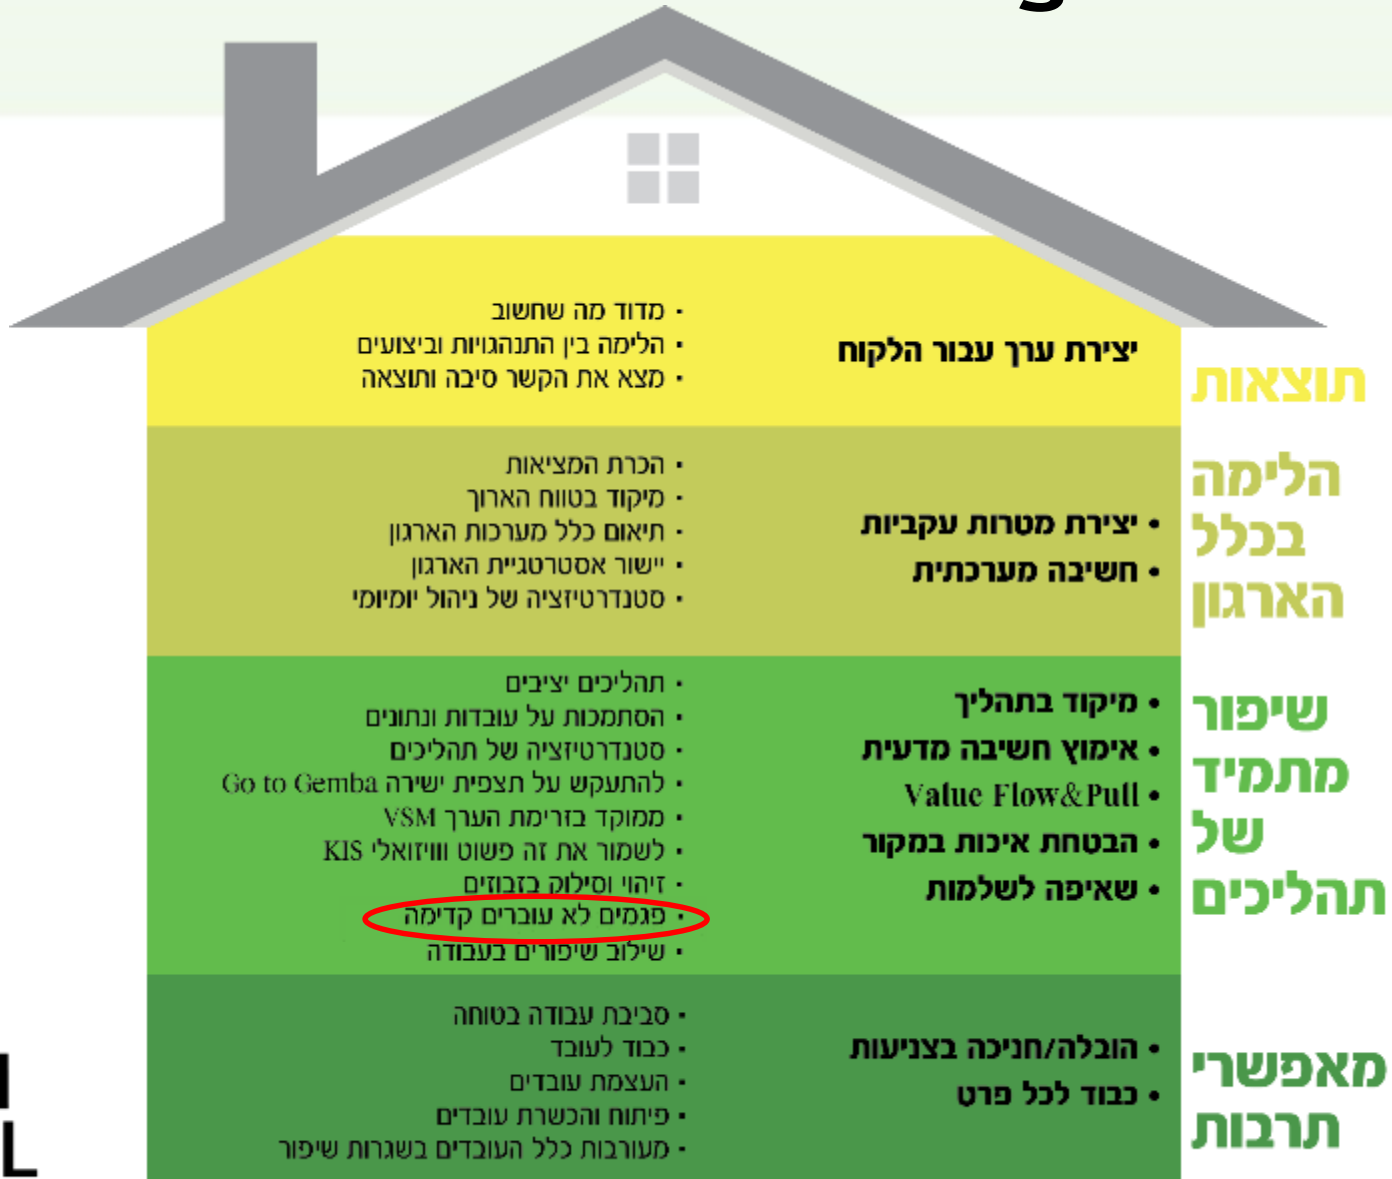 תוצאות
יצירת ערך עבור הלקוח
• מדוד מה שחשוב
• הלימה בין התנהגויות וביצועים
• מצא את הקשר סיבה ותוצאה
הלימה
בכלל
הארגון
• יצירת מטרות עקביות
• חשיבה מערכתית
• הכרת המציאות
• מיקוד בטווח הארוך
• תיאום כלל מערכות הארגון
• יישור אסטרטגיית הארגון
• סטנדרטיזציה של ניהול יומיומי
שיפור
מתמיד
של
תהליכים
• מיקוד בתהליך
• אימוץ חשיבה מדעית
• Value Flow&Pull
• הבטחת איכות במקור
• שאיפה לשלמות
• תהליכים יציבים
• הסתמכות על עובדות ונתונים
• סטנדרטיזציה של תהליכים
• להתעקש על תצפית ישירה Go to Gemba
• ממוקד בזרימת הערך VSM
• לשמור את זה פשוט וויזואלי KIS
• זיהוי וסילוק בזבוזים
• פגמים לא עוברים קדימה
• שילוב שיפורים בעבודה
מאפשרי
תרבות
• הובלה/חניכה בצניעות
• כבוד לכל פרט
• סביבת עבודה בטוחה
• כבוד לעובד
• העצמת עובדים
• פיתוח והכשרת עובדים
• מעורבות כלל העובדים בשגרות שיפור
L